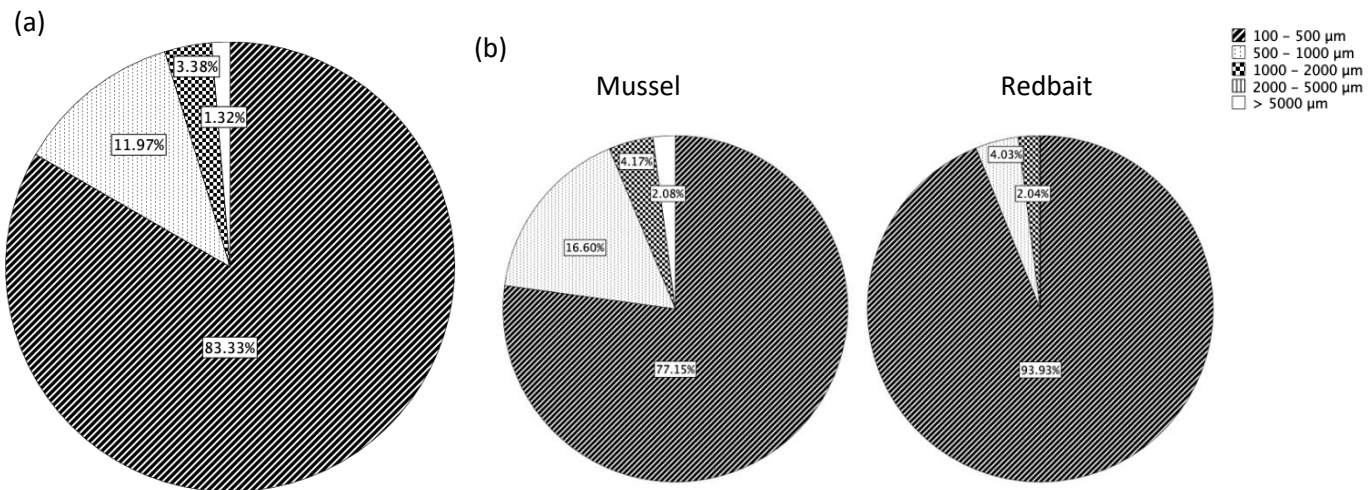 (a)
3.38%
1.32%
11.97%
83.33%
(b)
Mussel
4.17%
2.08%
16.60%
77.15%
Redbait
4.03%
2.04%
93.93%
100 – 500 µm
500 – 1000 µm
1000 – 2000 µm
2000 – 5000 µm
> 5000 µm